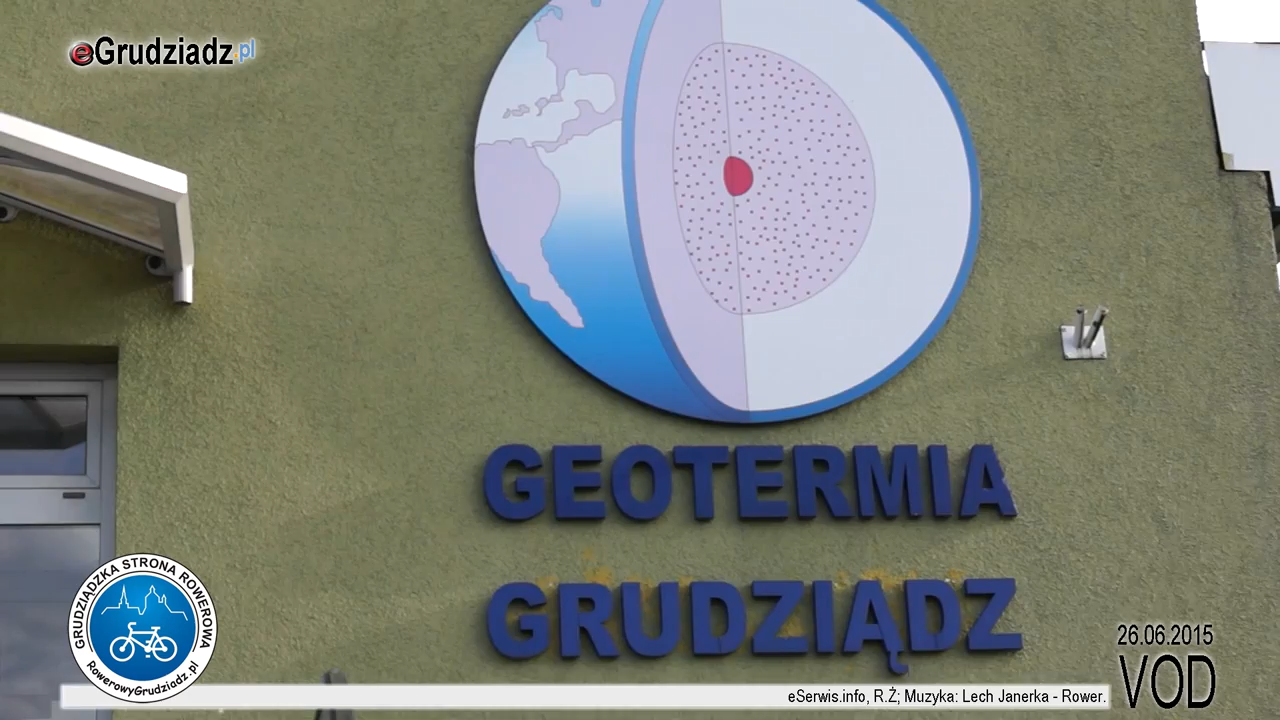 eGrudziadz.pl
GEOTERMIA
GRUDZIĄDZ
GRUDZIĄDZKA STRONA ROWEROWA
RowerowyGrudziadz.pl
26.06.2015
VOD
eSerwis.info, R.Ż; Muzyka: Lech Janerka - Rower.